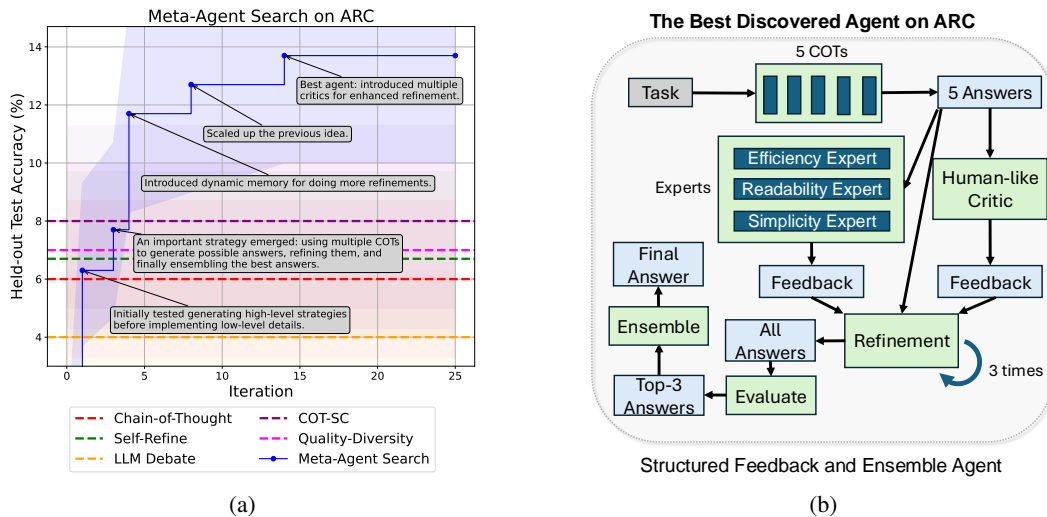 Meta-Agent Search on ARC
Held-out Test Accuracy (%)
14
12
10
8
6
4
0
5
10
15
20
25
Iteration
Best agent: introduced multiple
critics for enhanced refinement.
Scaled up the previous idea.
Introduced dynamic memory for doing more refinements.
An important strategy emerged: using multiple COTs
to generate possible answers, refining them, and
finally ensembling the best answers.
Initially tested generating high-level strategies
before implementing low-level details.
Chain-of-Thought
Self-Refine
LLM Debate
COT-SC
Quality-Diversity
Meta-Agent Search
(a)
The Best Discovered Agent on ARC
5 COTs
Task
5 Answers
Experts
Efficiency Expert
Readability Expert
Simplicity Expert
Human-like
Critic
Feedback
Feedback
Final
Answer
Ensemble
All
Answers
Refinement
3 times
Top-3
Answers
Evaluate
Structured Feedback and Ensemble Agent
(b)